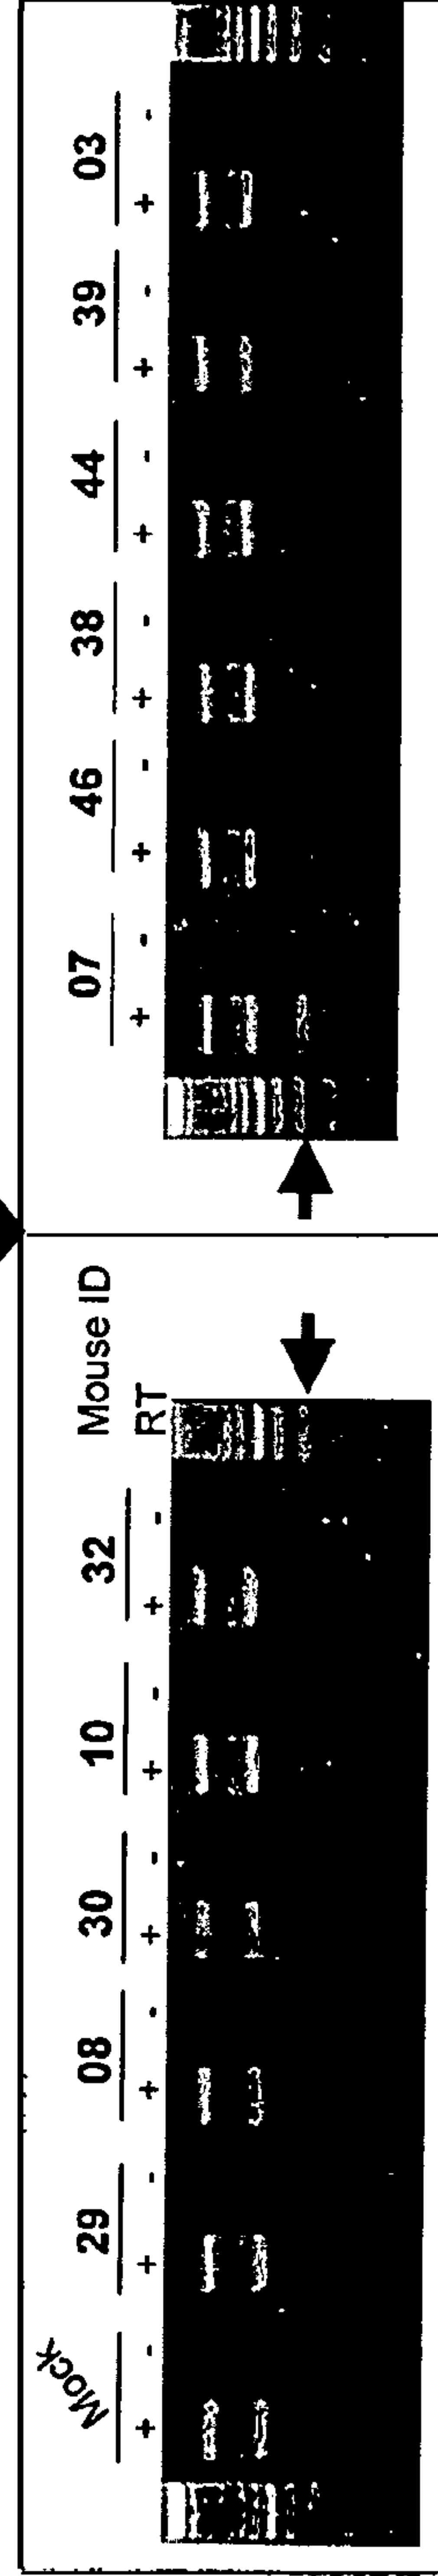 Mock 29 08 30 10 32 Mouse ID
+ - + - + - + - + - + - RT
07 46 38 44 39 03
+ - + - + - + - + - + -